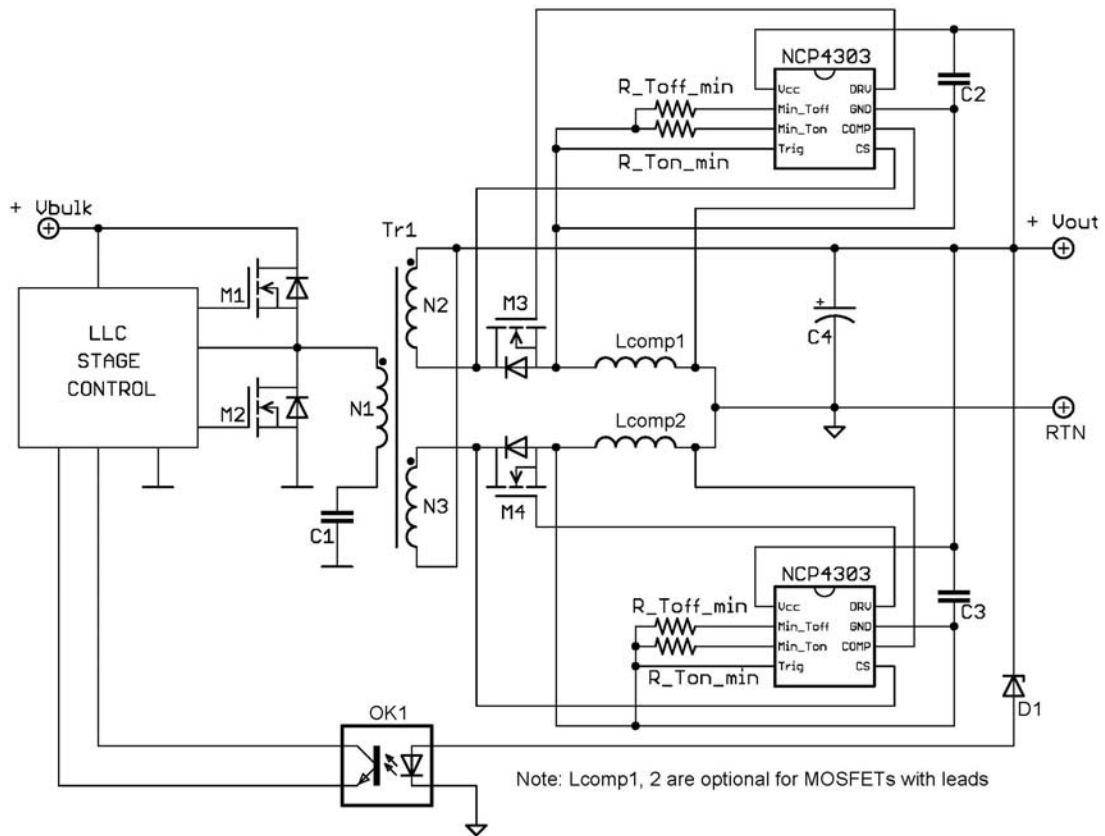 NCP4303
R_Toff_min
Vcc
DRV
Min_Toff
GND
Min_Ton
COMP
Trig
CS
R_Ton_min
C2
+ Vbulk
Tr1
+ Vout
M1
N2
M3
Lcomp1
+
C4
LLC
STAGE
CONTROL
N1
M2
Lcomp2
RTN
N3
M4
C1
NCP4303
R_Toff_min
Vcc
DRV
Min_Toff
GND
Min_Ton
COMP
Trig
CS
R_Ton_min
C3
D1
OK1
Note: Lcomp1, 2 are optional for MOSFETs with leads